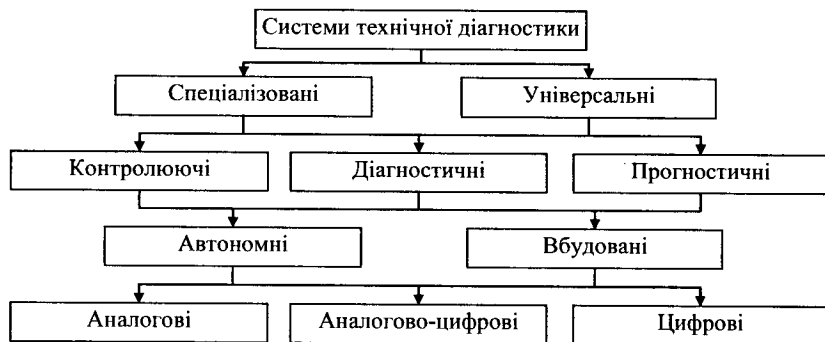 Системи технічної діагностики
Спеціалізовані
Універсальні
Контролюючі
Діагностичні
Прогностичні
Автономні
Вбудовані
Аналогові
Аналогово-цифрові
Цифрові